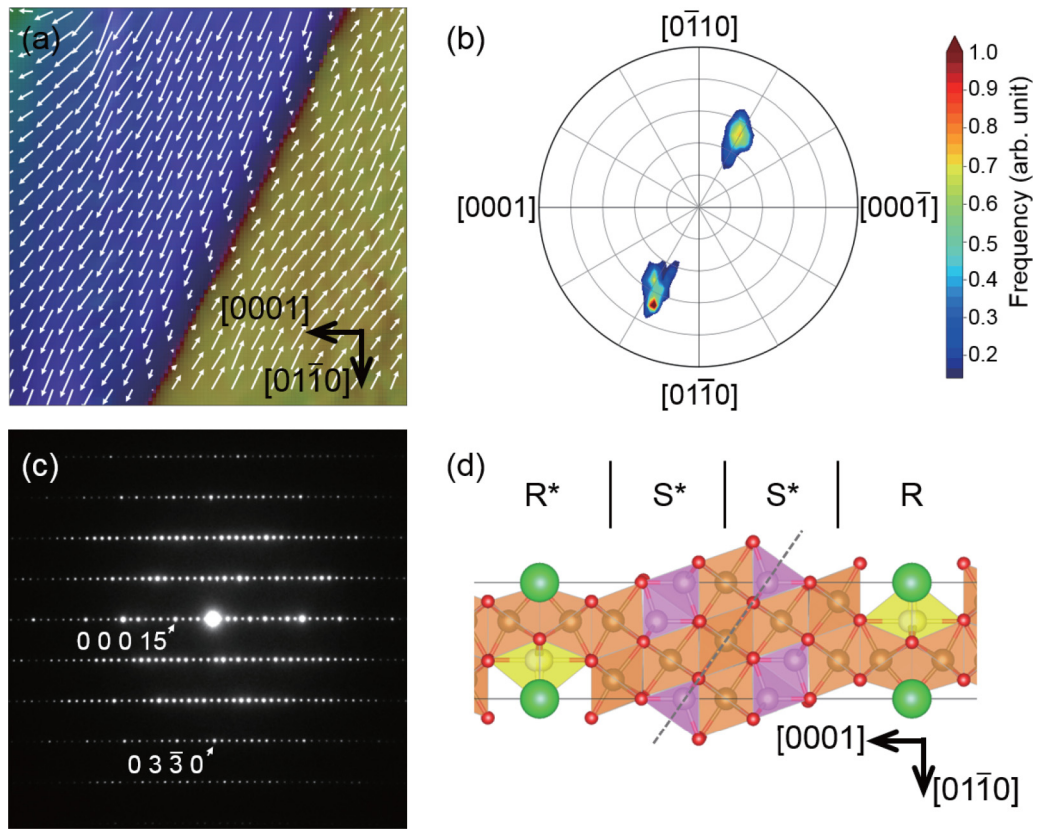 (a)
[0001]
[011̅0]
(b)
[01̅10]
[0001]
[0001̅]
[011̅0]
1.0
0.9
0.8
0.7
0.6
0.5
0.4
0.3
0.2
Frequency (arb. unit)
(c)
0 0 0 15
0 3 3̅ 0
(d)
R* S* S* R
[0001]
[011̅0]